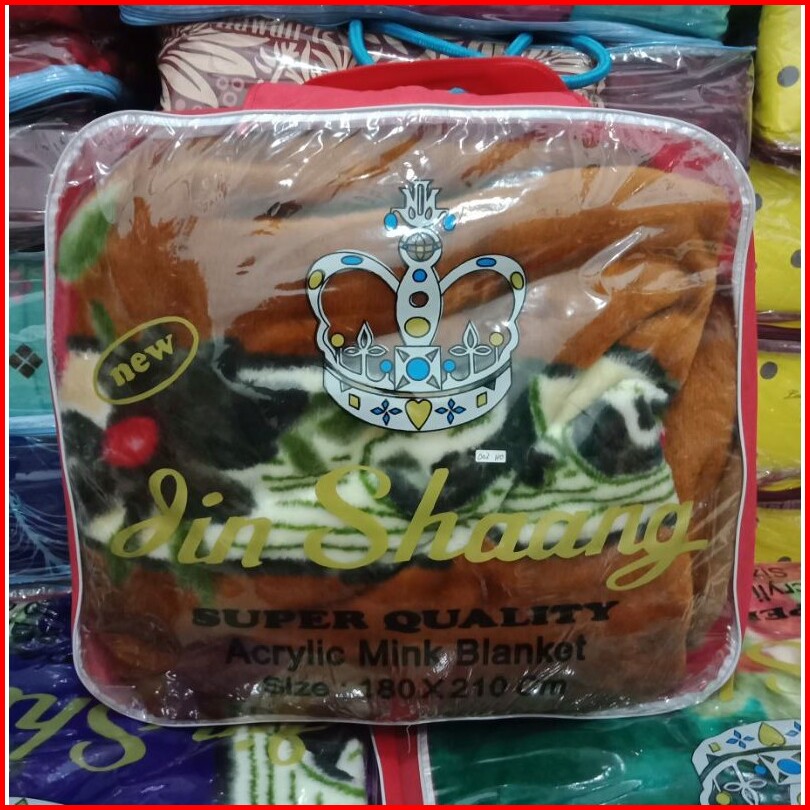 new
Jin Shaang
SUPER QUALITY
Acrylic Mink Blanket
Size : 180 X 210 Cm